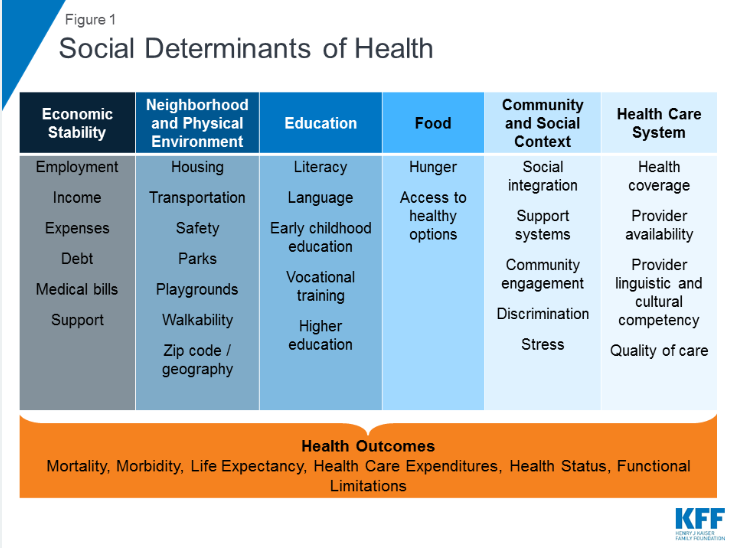 Figure 1
Social Determinants of Health
Economic
Stability
Neighborhood
and Physical
Environment
Education
Food
Community
and Social
Context
Health Care
System
Employment
Income
Expenses
Debt
Medical bills
Support
Housing
Transportation
Safety
Parks
Playgrounds
Walkability
Zip code /
geography
Literacy
Language
Early childhood
education
Vocational
training
Higher
education
Hunger
Access to
healthy
options
Social
integration
Support
systems
Community
engagement
Discrimination
Stress
Health
coverage
Provider
availability
Provider
linguistic and
cultural
competency
Quality of care
Health Outcomes
Mortality, Morbidity, Life Expectancy, Health Care Expenditures, Health Status, Functional
Limitations
KFF
HENRY J KAISER
FAMILY FOUNDATION